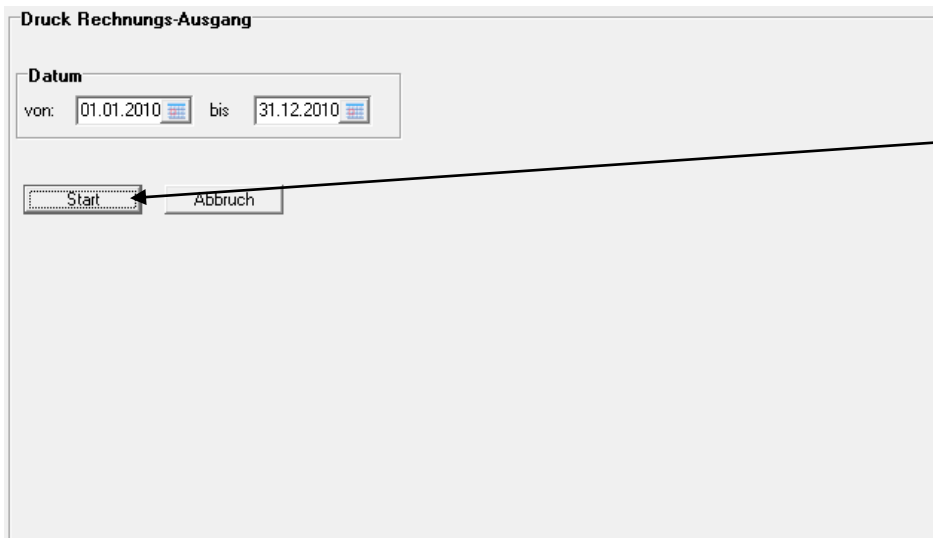 Druck Rechnungs-Ausgang
Datum
von: 01.01.2010 bis 31.12.2010
Start Abbruch